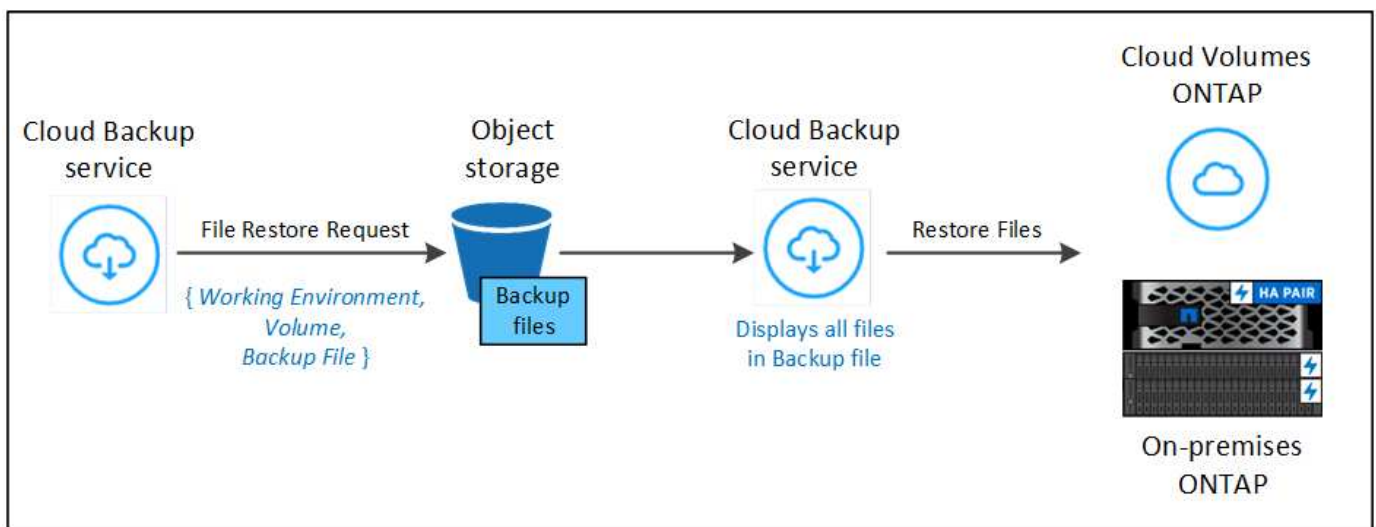 Cloud Backup
service
File Restore Request
{ Working Environment,
Volume,
Backup File }
Object
storage
Backup
files
Cloud Backup
service
Displays all files
in Backup file
Restore Files
Cloud Volumes
ONTAP
HA PAIR
On-premises
ONTAP